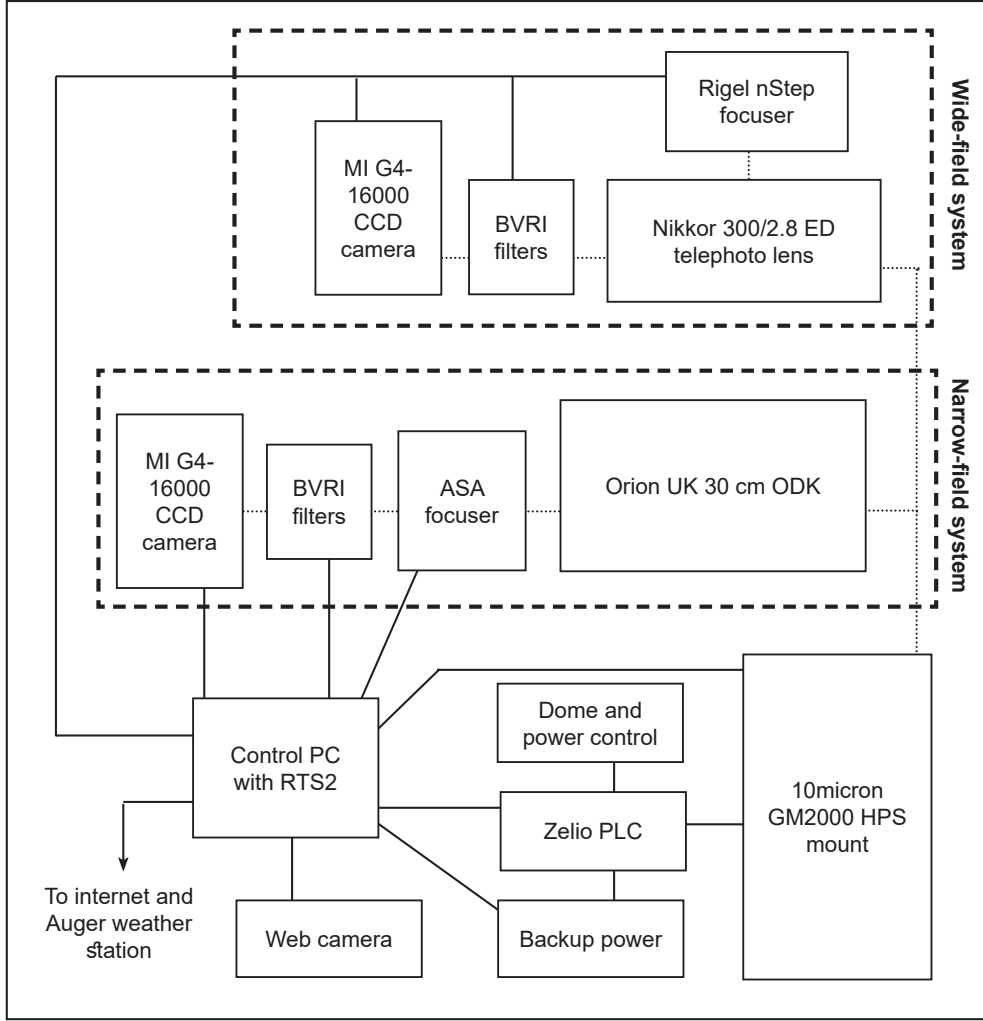 Wide-field system
Rigel nStep
focuser
MI G4-
16000
CCD
camera
BVRI
filters
Nikkor 300/2.8 ED
telephoto lens
Narrow-field system
MI G4-
16000
CCD
camera
BVRI
filters
ASA
focuser
Orion UK 30 cm ODK
Control PC
with RTS2
Dome and
power control
Zelio PLC
10micron
GM2000 HPS
mount
To internet and
Auger weather
station
Web camera
Backup power